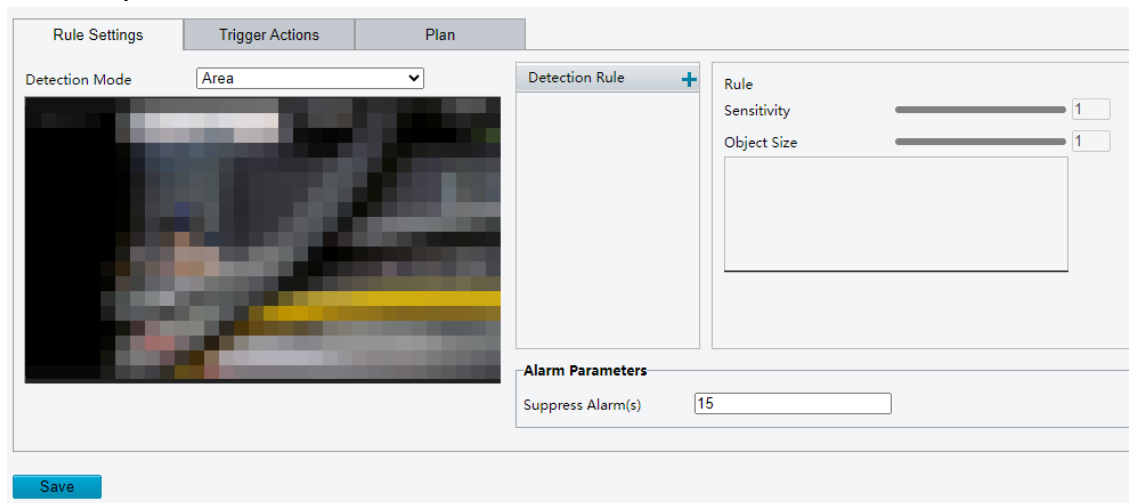 Rule Settings
Trigger Actions
Plan
Detection Mode
Area
Detection Rule
Rule
Sensitivity
1
Object Size
1
Alarm Parameters
Suppress Alarm(s)
15
Save